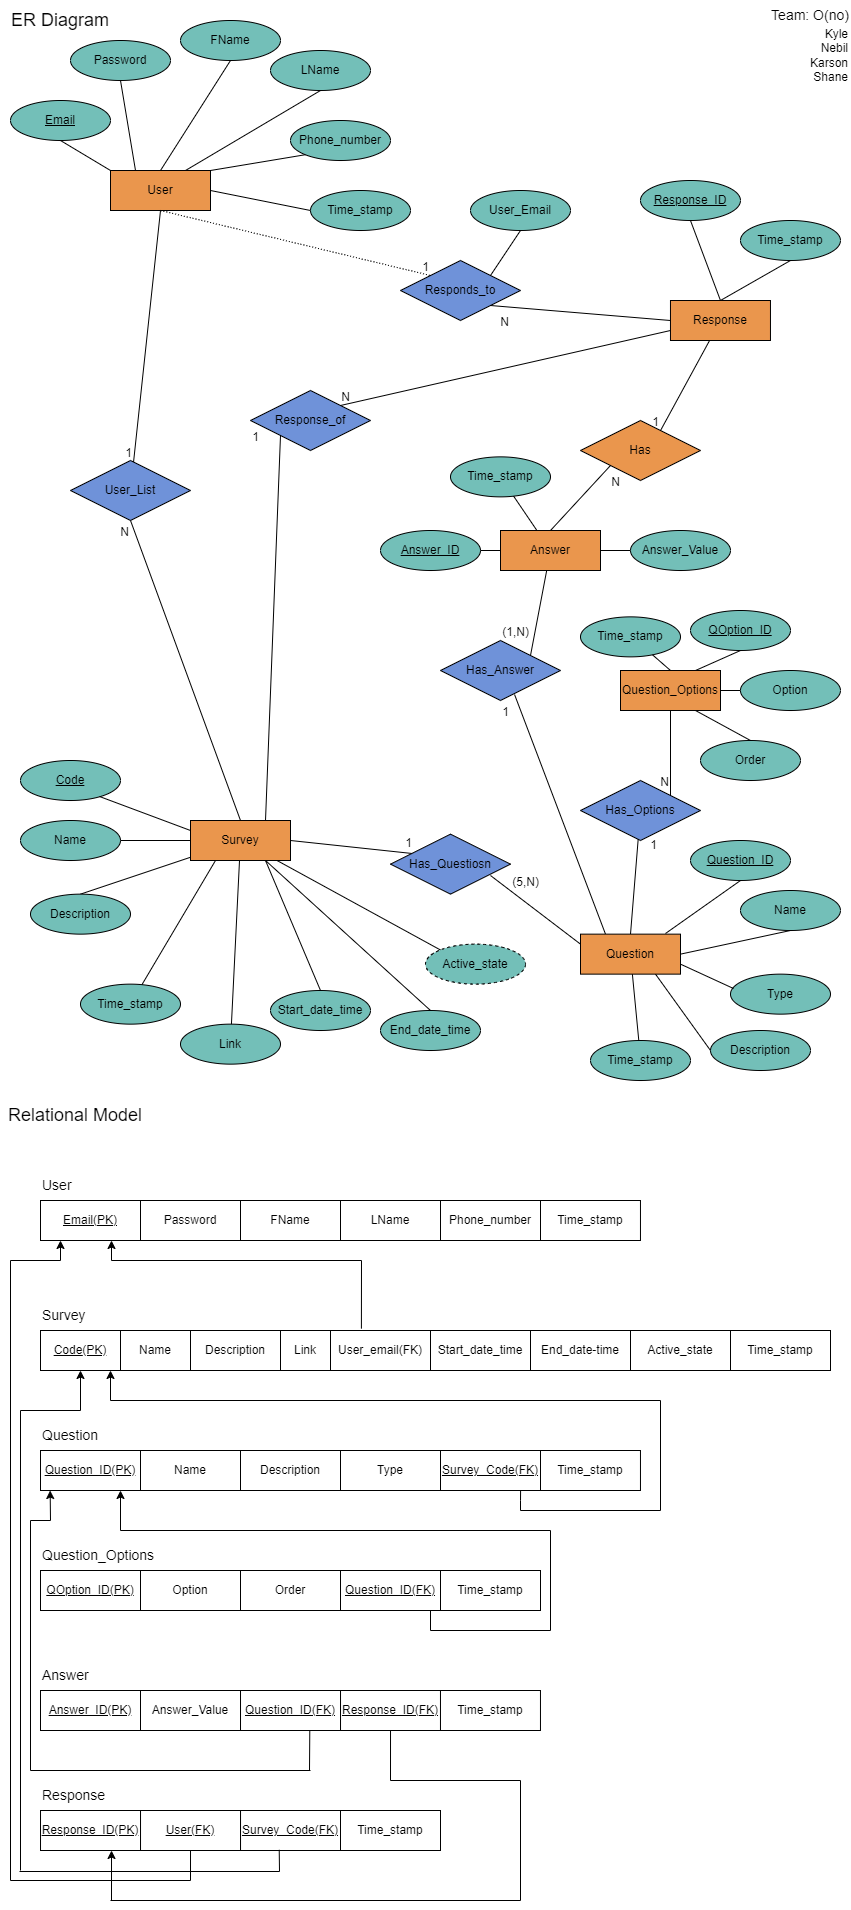 ER Diagram
Team: O(no)
Kyle
Nebil
Karson
Shane
FName
Password
LName
Email
Phone_number
User
Time_stamp
User_Email
Response_ID
Time_stamp
1
Responds_to
N
Response
N
Response_of
1
1
Has
N
1
User_List
N
Time_stamp
Answer_ID
Answer
Answer_Value
(1,N)
Has_Answer
1
Time_stamp
QOption_ID
Question_Options
Option
Order
N
Has_Options
1
Code
Name
Survey
Description
1
Has_Questiosn
(5,N)
Question_ID
Name
Question
Type
Description
Time_stamp
Active_state
Time_stamp
Start_date_time
End_date_time
Link
Relational Model
User
Email(PK) Password FName LName Phone_number Time_stamp
Survey
Code(PK) Name Description Link User_email(FK) Start_date_time End_date-time Active_state Time_stamp
Question
Question_ID(PK) Name Description Type Survey_Code(FK) Time_stamp
Question_Options
QOption_ID(PK) Option Order Question_ID(FK) Time_stamp
Answer
Answer_ID(PK) Answer_Value Question_ID(FK) Response_ID(FK) Time_stamp
Response
Response_ID(PK) User(FK) Survey_Code(FK) Time_stamp